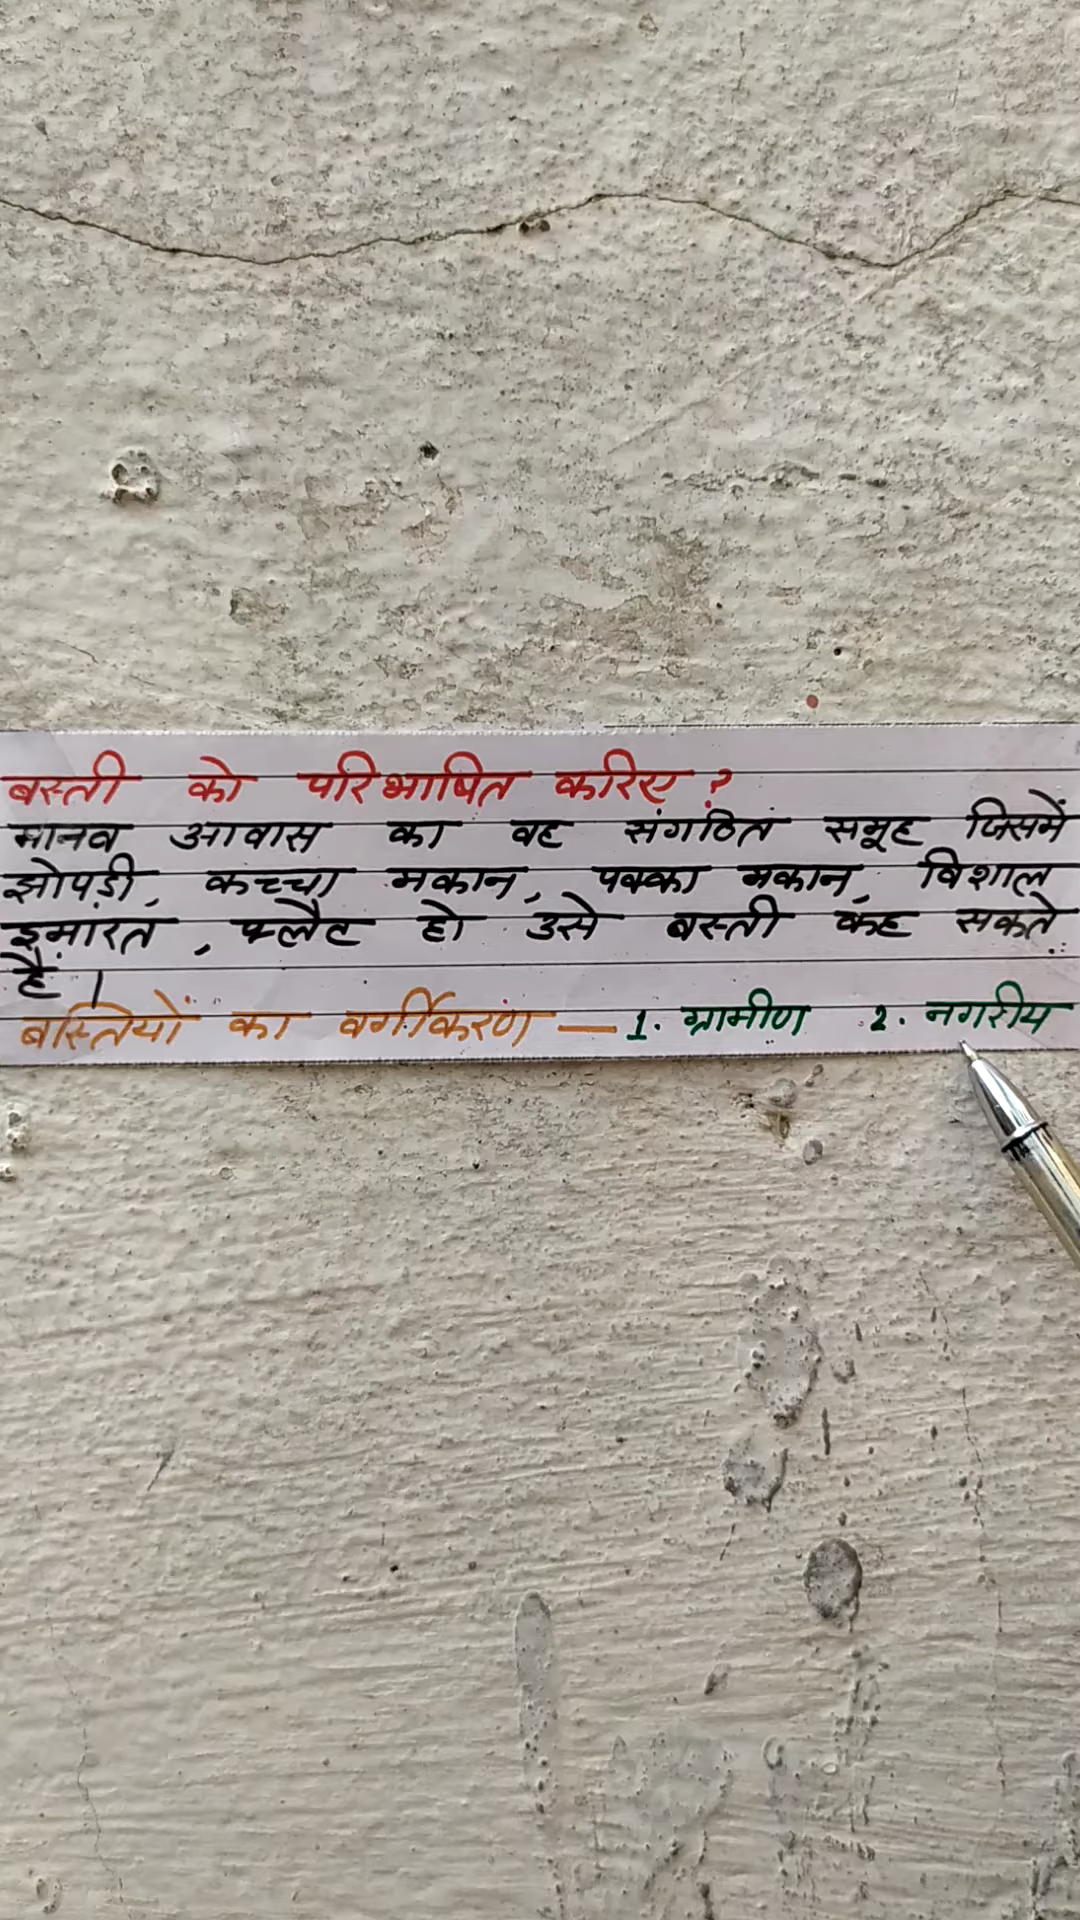 बस्ती को परिभाषित करिए ?
मानव आवास का वह संगठित समूह जिसमें
झोपड़ी, कच्चा मकान, पक्का मकान, विशाल
इमारत, फ्लैट हो उसे बस्ती कह सकते
हैं।
बस्तियों का वर्गीकरण — 1. ग्रामीण 2. नगरीय